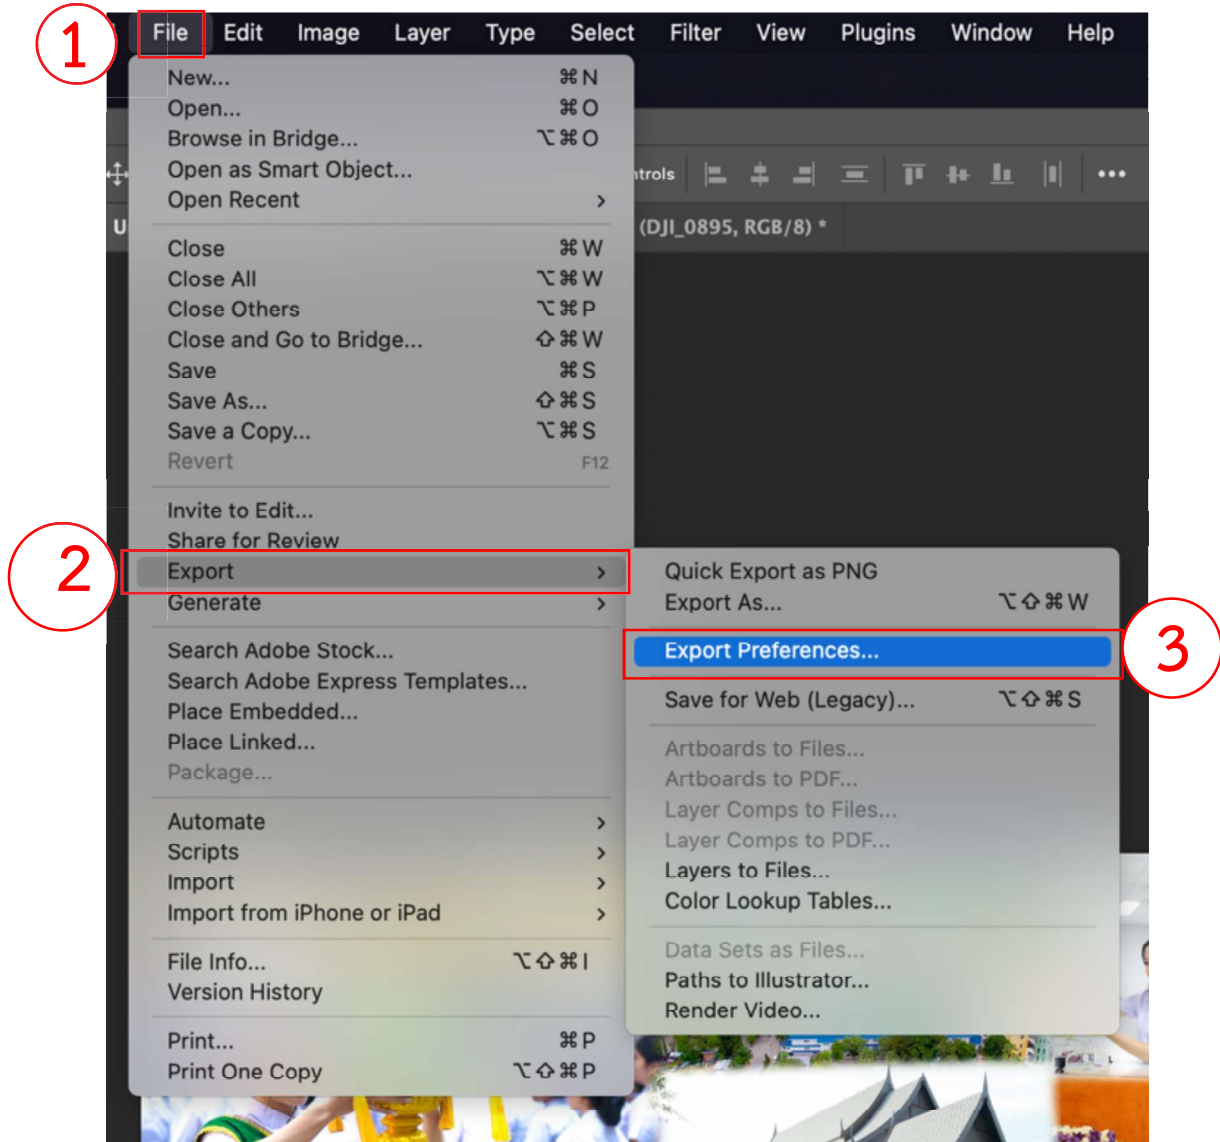 1
File Edit Image Layer Type Select Filter View Plugins Window Help
New... ⌘ N
Open... ⌘ O
Browse in Bridge... ⌥ ⌘ O
Open as Smart Object...
Open Recent >
ntrols
U
(DJI_0895, RGB/8) *
Close ⌘ W
Close All ⌥ ⌘ W
Close Others ⌥ ⌘ P
Close and Go to Bridge... ⇧ ⌘ W
Save ⌘ S
Save As... ⇧ ⌘ S
Save a Copy... ⌥ ⌘ S
Revert F12
Invite to Edit...
Share for Review
2
Export >
Generate >
Search Adobe Stock...
Search Adobe Express Templates...
Place Embedded...
Place Linked...
Package...
Automate >
Scripts >
Import >
Import from iPhone or iPad >
File Info... ⌥ ⇧ ⌘ I
Version History
Print... ⌘ P
Print One Copy ⌥ ⇧ ⌘ P
Quick Export as PNG
Export As... ⌥ ⇧ ⌘ W
Export Preferences...
3
Save for Web (Legacy)... ⌥ ⇧ ⌘ S
Artboards to Files...
Artboards to PDF...
Layer Comps to Files...
Layer Comps to PDF...
Layers to Files...
Color Lookup Tables...
Data Sets as Files...
Paths to Illustrator...
Render Video...